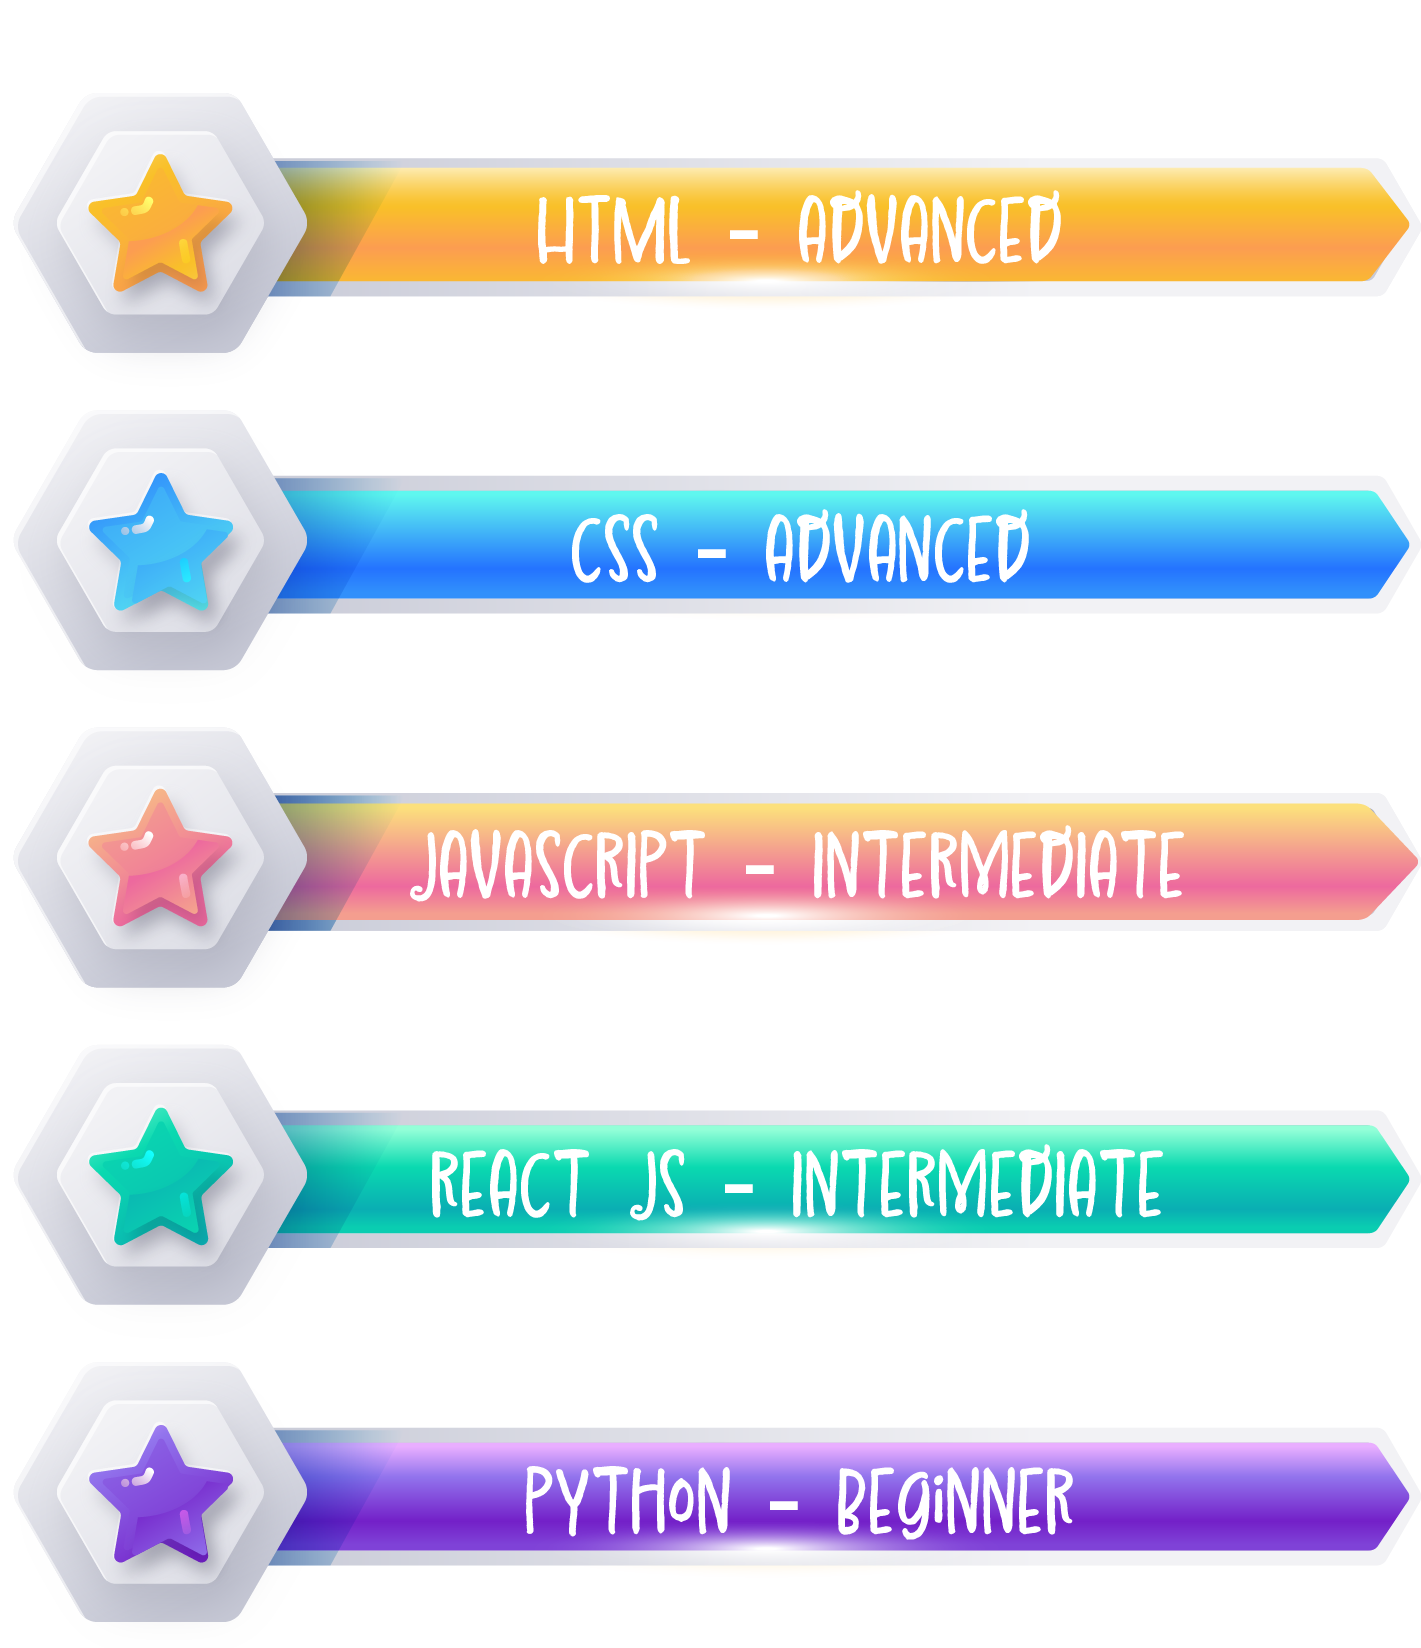 HTML - ADVANCED
CSS - ADVANCED
JAVASCRIPT - INTERMEDIATE
REACT JS - INTERMEDIATE
PYTHON - BEGINNER